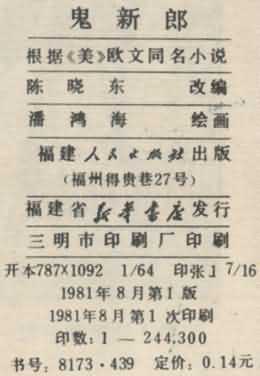 鬼新郎
根据《美》欧文同名小说
陈晓东 改编
潘鸿海 绘画
福建人民出版社出版
(福州得贵巷27号)
福建省新华书店发行
三明市印刷厂印刷
开本787×1092 1/64 印张1 7/16
1981年8月第1版
1981年8月第1次印刷
印数:1—244,300
书号:8173·439 定价:0.14元